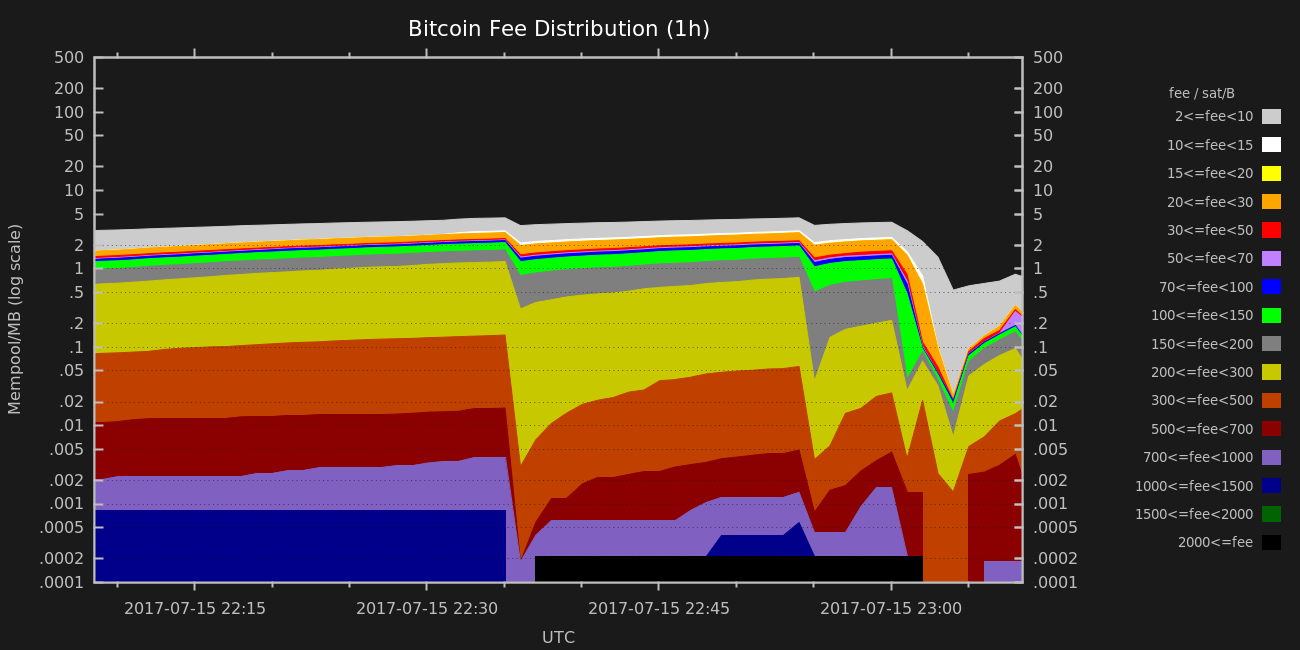 Bitcoin Fee Distribution (1h)
Mempool/MB (log scale)
500
200
100
50
20
10
5
2
1
.5
.2
.1
.05
.02
.01
.005
.002
.001
.0005
.0002
.0001
500
200
100
50
20
10
5
2
1
.5
.2
.1
.05
.02
.01
.005
.002
.001
.0005
.0002
.0001
2017-07-15 22:15
2017-07-15 22:30
2017-07-15 22:45
2017-07-15 23:00
UTC
fee / sat/B
2<=fee<10
10<=fee<15
15<=fee<20
20<=fee<30
30<=fee<50
50<=fee<70
70<=fee<100
100<=fee<150
150<=fee<200
200<=fee<300
300<=fee<500
500<=fee<700
700<=fee<1000
1000<=fee<1500
1500<=fee<2000
2000<=fee